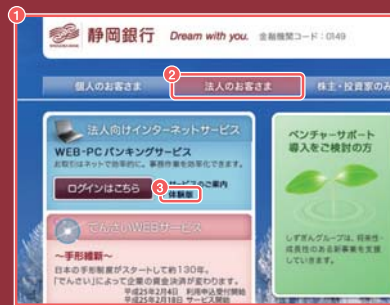 ①
静岡銀行 Dream with you. 金融機関コード：0149
②
個人のお客さま 法人のお客さま 株主・投資家のみ
法人向けインターネットサービス
WEB-PCバンキングサービス
お取引はネットで効率的に。事務作業を効率化できます。
ログインはこちら ③ サービスのご案内
体験版
でんさいWEBサービス
～手形維新～
日本の手形制度がスタートして約130年。
「でんさい」によって企業の資金決済が変わります。
平成25年2月4日 利用申込受付開始
平成25年2月18日 サービス開始
ベンチャーサポート
導入をご検討の方
しずぎんグループは、将来性・
成長性のある新事業を支援
していきます。